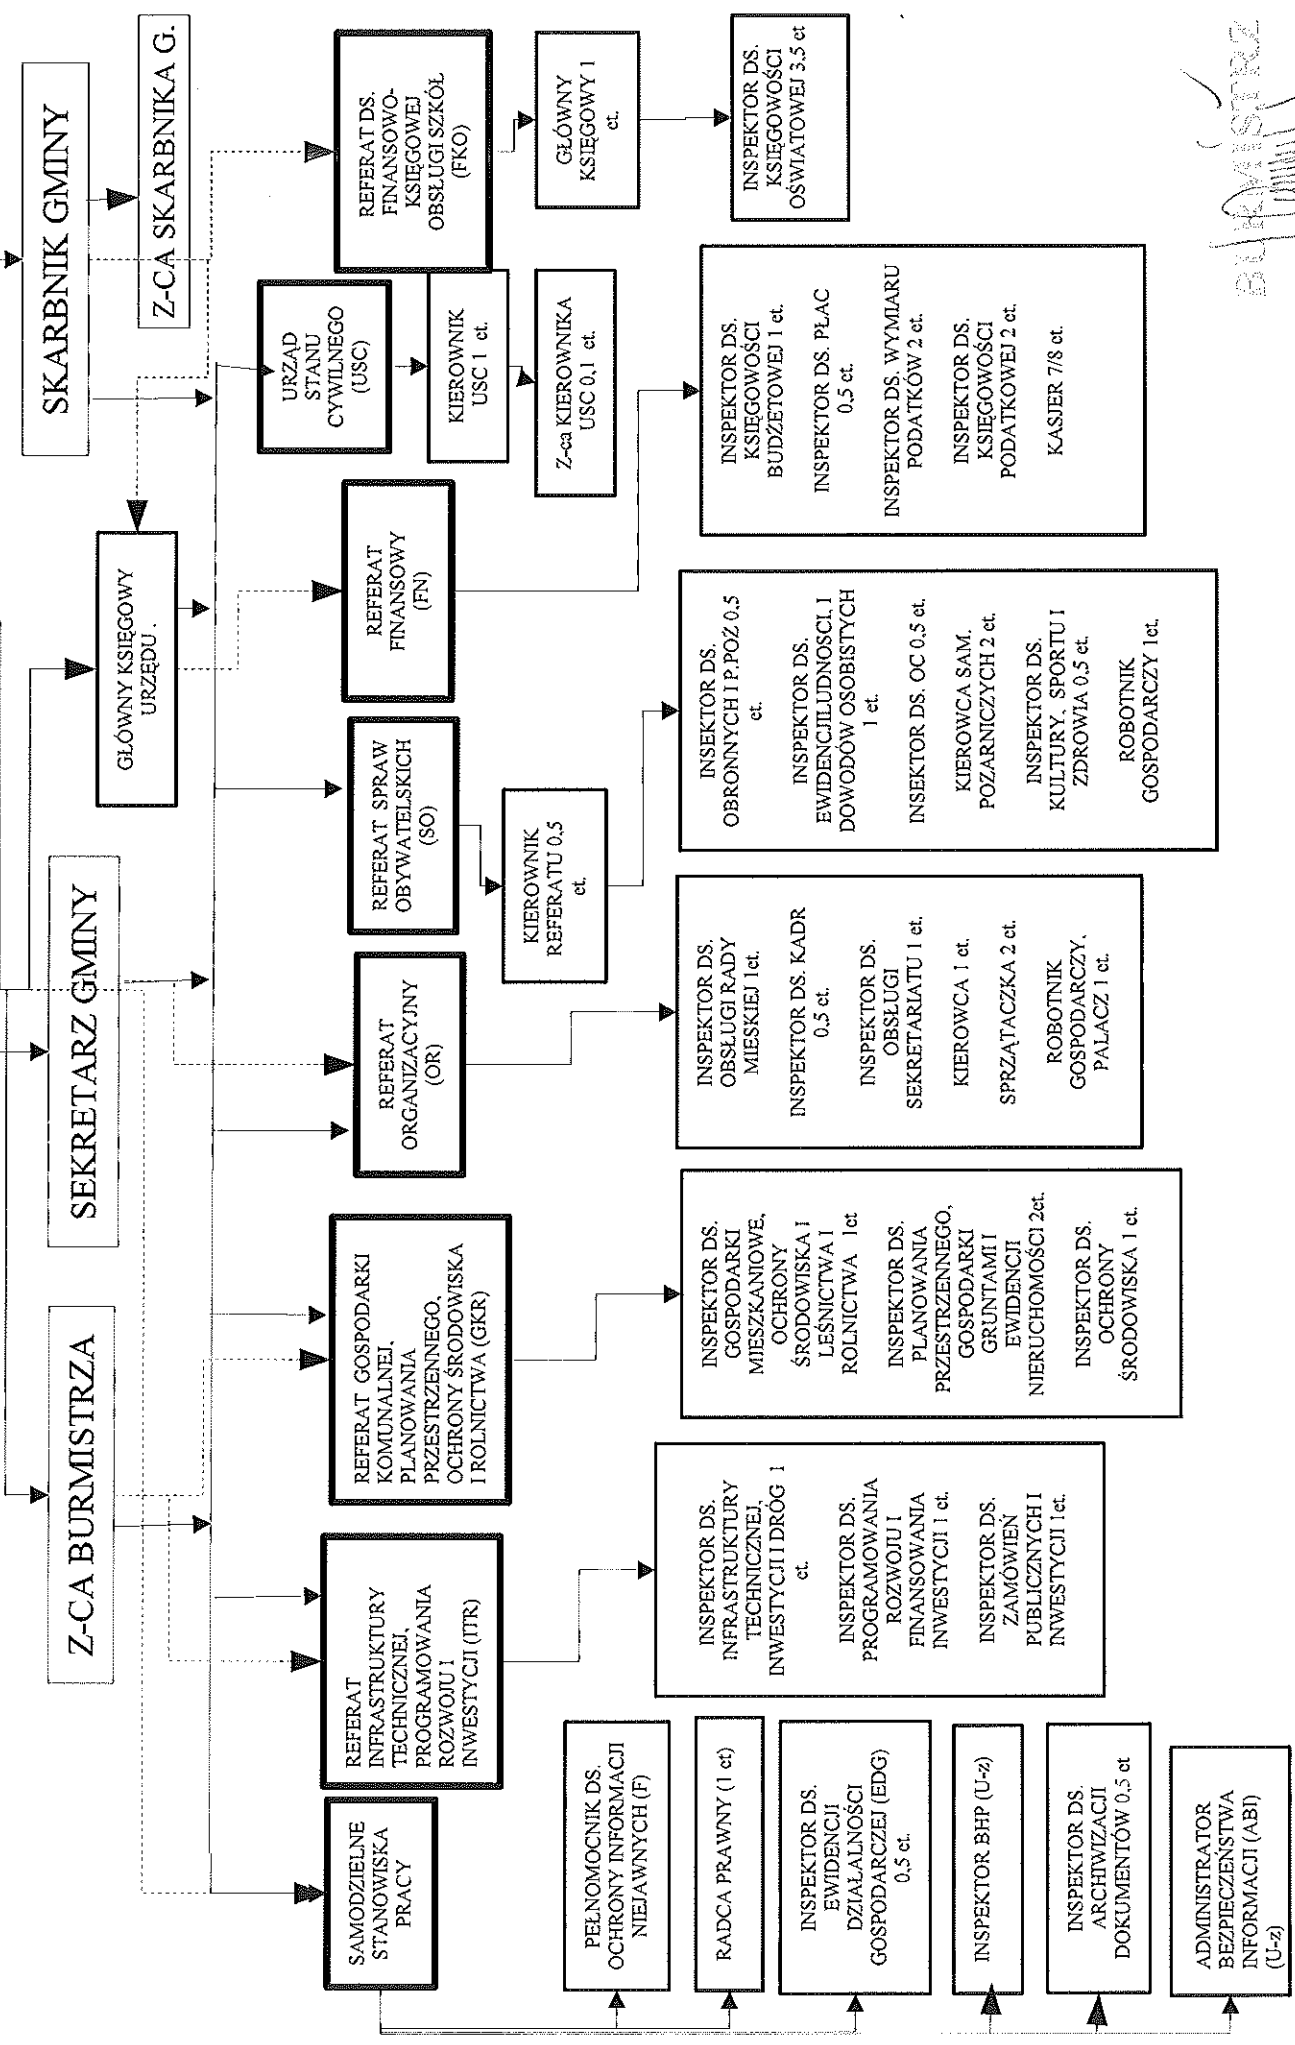 Z-CA BURMISTRZA
SEKRETARZ GMINY
SKARBNIK GMINY
Z-CA SKARBNIKA G.
GŁÓWNY KSIĘGOWY
URZĘDU .
SAMODZIELNE
STANOWISKA
PRACY
REFERAT
INFRASTRUKTURY
TECHNICZNEJ,
PROGRAMOWANIA
ROZWOJU I
INWESTYCJI (ITR)
REFERAT GOSPODARKI
KOMUNALNEJ,
PLANOWANIA
PRZESTRZENNEGO,
OCHRONY ŚRODOWISKA
I ROLNICTWA (GKR)
REFERAT
ORGANIZACYJNY
(OR)
REFERAT SPRAW
OBYWATELSKICH
(SO)
REFERAT
FINANSOWY
(FN)
URZĄD
STANU
CYWILNEGO
(USC)
REFERAT DS.
FINANSOWO-
KSIĘGOWEJ
OBSŁUGI SZKÓŁ
(FKO)
KIEROWNIK
REFERATU 0,5
ct.
KIEROWNIK
USC 1 ct.
Z-ca KIEROWNIKA
USC 0,1 ct.
GŁÓWNY
KSIĘGOWY 1
ct.
INSPEKTOR DS.
KSIĘGOWOŚCI
OŚWIATOWEJ 3.5 ct
PEŁNOMOCNIK DS.
OCHRONY INFORMACJI
NIEJAWNYCH (F)
RADCA PRAWNY (1 ct)
INSPEKTOR DS.
EWIDENCJI
DZIAŁALNOŚCI
GOSPODARCZEJ (EDG)
0,5 ct.
INSPEKTOR BHP (U-z)
INSPEKTOR DS.
ARCHIWIZACJI
DOKUMENTÓW 0,5 ct
ADMINISTRATOR
BEZPIECZEŃSTWA
INFORMACJI (ABI)
(U-z)
INSPEKTOR DS.
INFRASTRUKTURY
TECHNICZNEJ,
INWESTYCJI I DRÓG 1
ct.
INSPEKTOR DS.
PROGRAMOWANIA
ROZWOJU I
FINANSOWANIA
INWESTYCJI 1 ct.
INSPEKTOR DS.
ZAMÓWIEŃ
PUBLICZNYCH I
INWESTYCJI 1ct.
INSPEKTOR DS.
GOSPODARKI
MIESZKANIOWE,
OCHRONY
ŚRODOWISKA I
LEŚNICTWA I
ROLNICTWA 1ct
INSPEKTOR DS.
PLANOWANIA
PRZESTRZENNEGO,
GOSPODARKI
GRUNTAMI I
EWIDENCJI
NIERUCHOMOŚCI 2ct.
INSPEKTOR DS.
OCHRONY
ŚRODOWISKA 1 ct.
INSPEKTOR DS.
OBSŁUGI RADY
MIESKIEJ 1ct.
INSPEKTOR DS. KADR
0,5 ct.
INSPEKTOR DS.
OBSŁUGI
SEKRETARIATU 1 ct.
KIEROWCA 1 ct.
SPRZĄTACZKA 2 ct.
ROBOTNIK
GOSPODARCZY,
PALACZ 1 ct.
INSEKTOR DS.
OBRONNYCH I P.POŻ 0.5
ct.
INSPEKTOR DS.
EWIDENCJILUDNOSCI. I
DOWODÓW OSOBISTYCH
1 ct.
INSEKTOR DS. OC 0,5 ct.
KIEROWCA SAM.
POZARNICZYCH 2 ct.
INSPEKTOR DS.
KULTURY, SPORTU I
ZDROWIA 0.5 ct.
ROBOTNIK
GOSPODARCZY 1ct.
INSPEKTOR DS.
KSIĘGOWOŚCI
BUDŻETOWEJ 1 ct.
INSPEKTOR DS. PŁAC
0,5 ct.
INSPEKTOR DS. WYMIARU
PODATKÓW 2 ct.
INSPEKTOR DS.
KSIĘGOWOŚCI
PODATKOWEJ 2 ct.
KASJER 7/8 ct.
BURMISTRZ